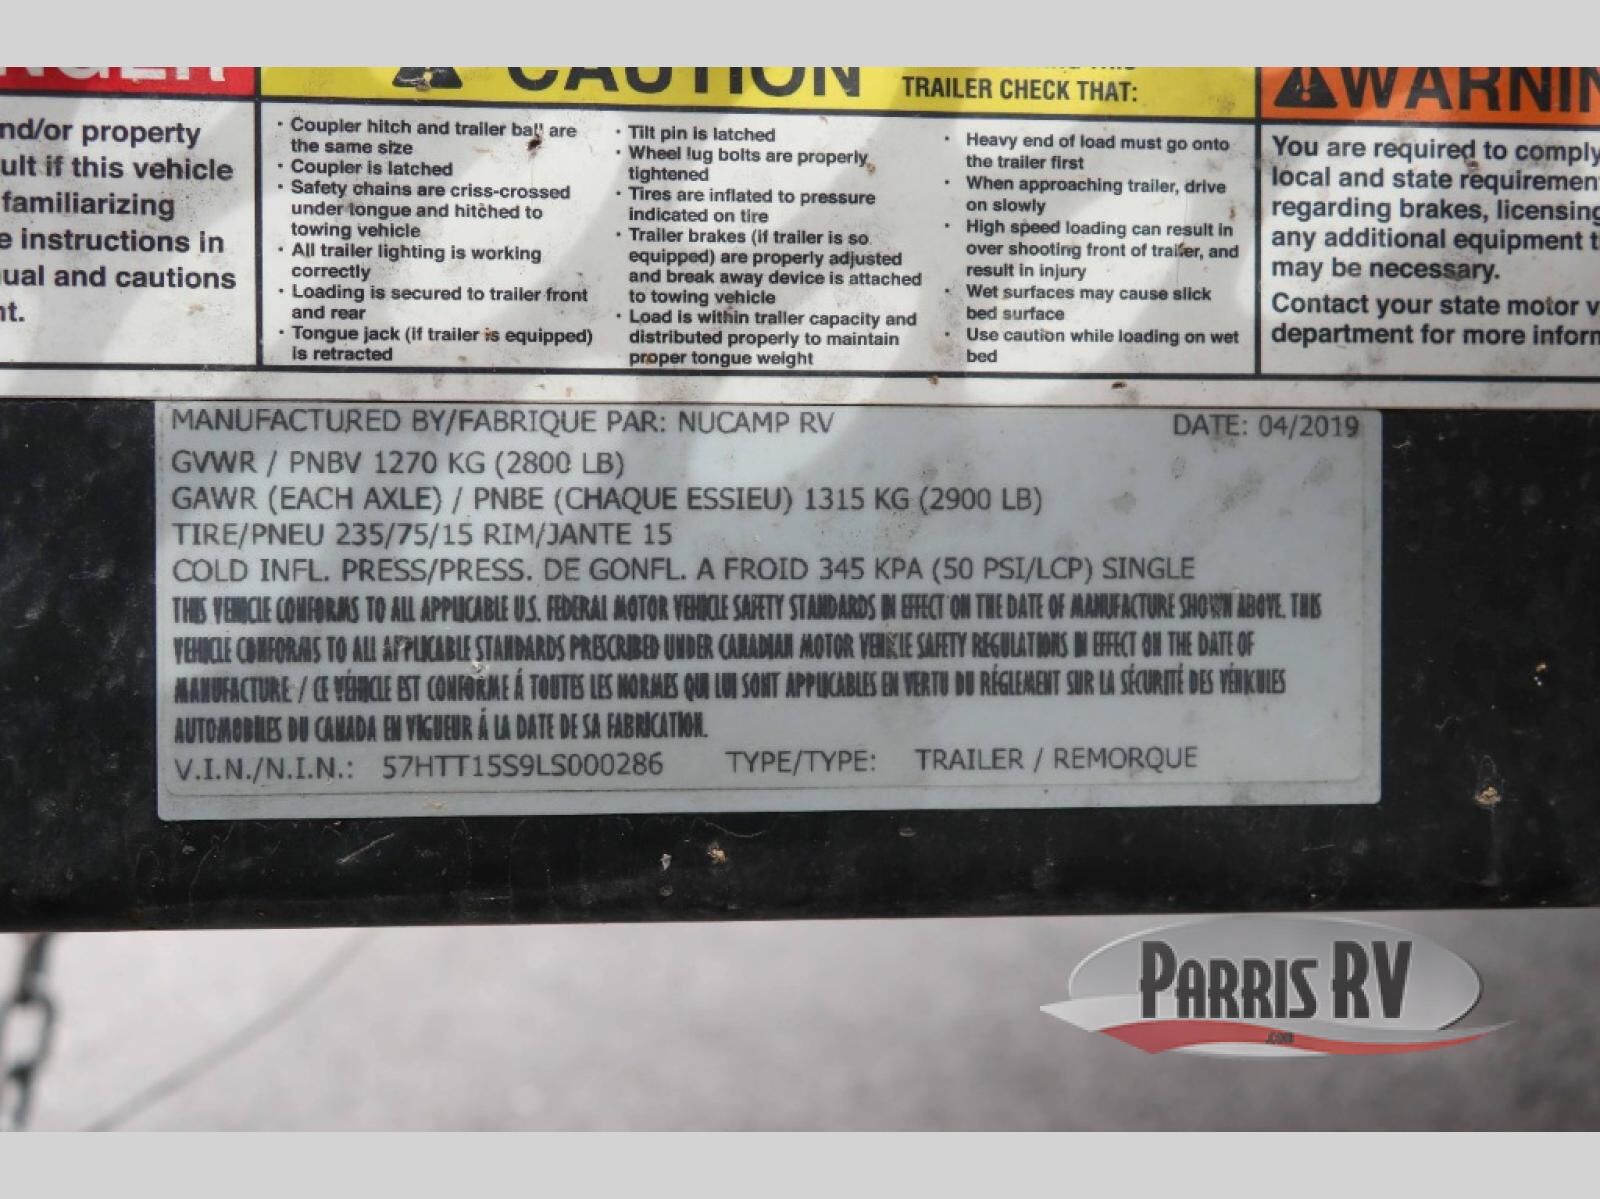 CAUTION
TRAILER CHECK THAT:
WARNIN
nd/or property
ult if this vehicle
familiarizing
e instructions in
nual and cautions
nt.
· Coupler hitch and trailer ball are
the same size
· Coupler is latched
· Safety chains are criss-crossed
under tongue and hitched to
towing vehicle
· All trailer lighting is working
correctly
· Loading is secured to trailer front
and rear
· Tongue jack (if trailer is equipped)
is retracted
· Tilt pin is latched
· Wheel lug bolts are properly
tightened
· Tires are inflated to pressure
indicated on tire
· Trailer brakes (if trailer is so
equipped) are properly adjusted
and break away device is attached
to towing vehicle
· Load is within trailer capacity and
distributed properly to maintain
proper tongue weight
· Heavy end of load must go onto
the trailer first
· When approaching trailer, drive
on slowly
· High speed loading can result in
over shooting front of trailer, and
result in injury
· Wet surfaces may cause slick
bed surface
· Use caution while loading on wet
bed
You are required to comply
local and state requiremen
regarding brakes, licensing
any additional equipment t
may be necessary.
Contact your state motor v
department for more inforn
MANUFACTURED BY/FABRIQUE PAR: NUCAMP RV DATE: 04/2019
GVWR / PNBV 1270 KG (2800 LB)
GAWR (EACH AXLE) / PNBE (CHAQUE ESSIEU) 1315 KG (2900 LB)
TIRE/PNEU 235/75/15 RIM/JANTE 15
COLD INFL. PRESS/PRESS. DE GONFL. A FROID 345 KPA (50 PSI/LCP) SINGLE
THIS VEHICLE CONFORMS TO ALL APPLICABLE U.S. FEDERAL MOTOR VEHICLE SAFETY STANDARDS IN EFFECT ON THE DATE OF MANUFACTURE SHOWN ABOVE. THIS
VEHICLE CONFORMS TO ALL APPLICABLE STANDARDS PRESCRIBED UNDER CANADIAN MOTOR VEHICLE SAFETY REGULATIONS IN EFFECT ON THE DATE OF
MANUFACTURE / CE VÉHICLE EST CONFORME Á TOUTES LES NORMES QUI LUI SONT APPLICABLES EN VERTU DU RÉGLEMENT SUR LA SÉCURITÉ DES VÉHICULES
AUTOMOBILES DU CANADA EN VIGUEUR Á LA DATE DE SA FABRICATION.
V.I.N./N.I.N.: 57HTT15S9LS000286 TYPE/TYPE: TRAILER / REMORQUE
PARRIS RV
.COM